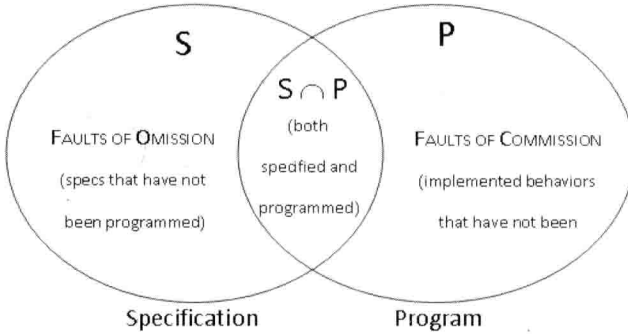 S
P
S ∩ P
(both
specified and
programmed)
FAULTS OF OMISSION
(specs that have not
been programmed)
FAULTS OF COMMISSION
(implemented behaviors
that have not been
Specification
Program